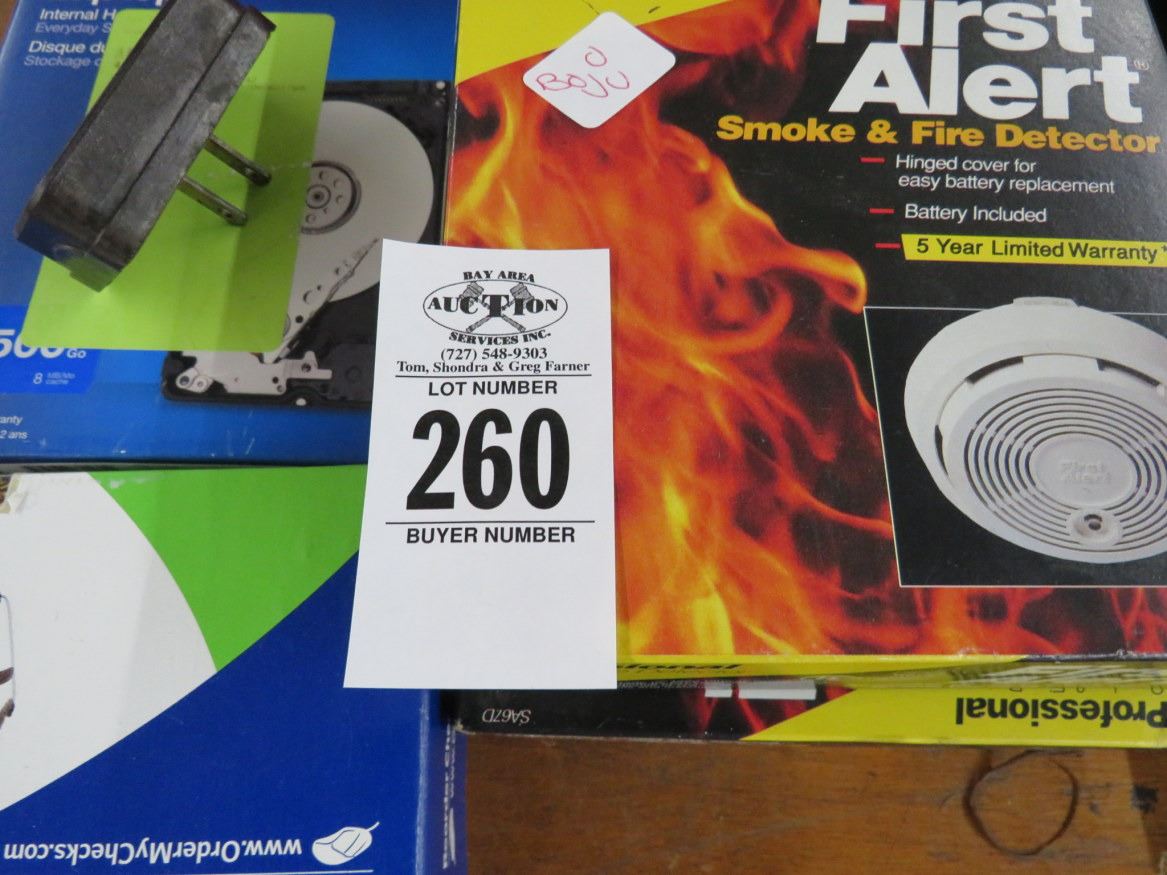 Internal H
Everyday S
Disque du
Stockage
Go
8 MB/Mo
cache
2 ans
First
Alert®
Smoke & Fire Detector
Hinged cover for
easy battery replacement
Battery Included
5 Year Limited Warranty*
First
Alert
BAY AREA
AUCTION
SERVICES INC.
(727) 548-9303
Tom, Shondra & Greg Farner
LOT NUMBER
260
BUYER NUMBER
SA67D
Professional
www.OrderMyChecks.com